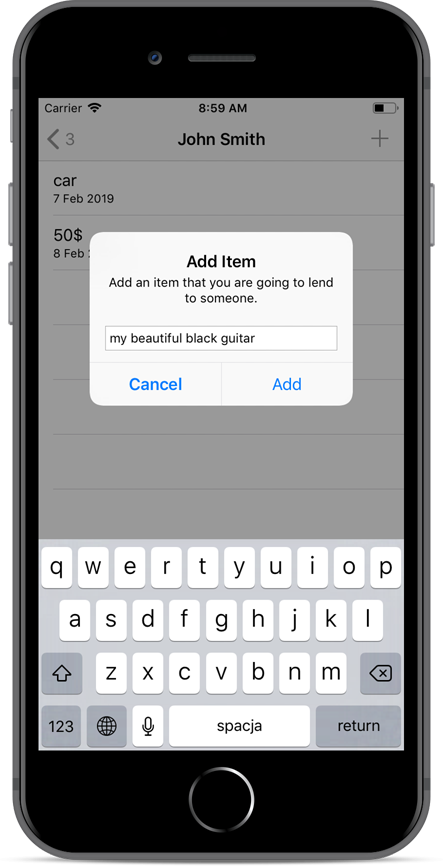 Carrier 8:59 AM
3 John Smith
car
7 Feb 2019
50$
8 Feb
Add Item
Add an item that you are going to lend
to someone.
my beautiful black guitar
Cancel Add
q w e r t y u i o p
a s d f g h j k l
z x c v b n m
123 spacja return